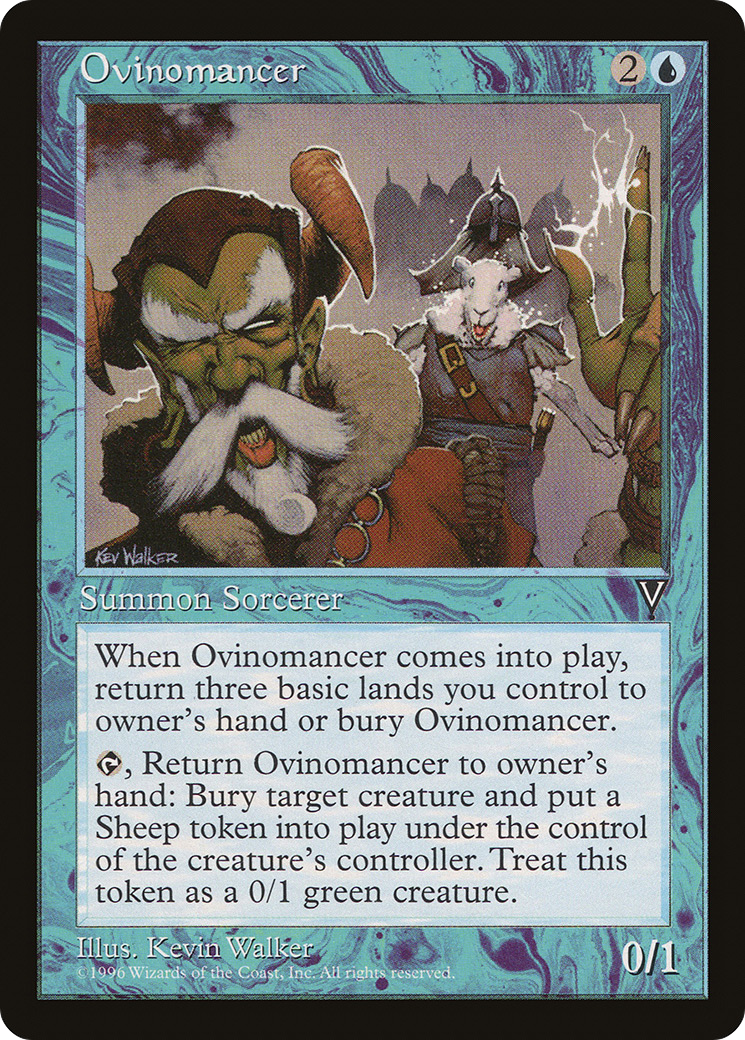 Ovinomancer 2
KEV WALKER
Summon Sorcerer V
When Ovinomancer comes into play,
return three basic lands you control to
owner's hand or bury Ovinomancer.
, Return Ovinomancer to owner's
hand: Bury target creature and put a
Sheep token into play under the control
of the creature's controller. Treat this
token as a 0/1 green creature.
Illus. Kevin Walker
0/1
©1996 Wizards of the Coast, Inc. All rights reserved.